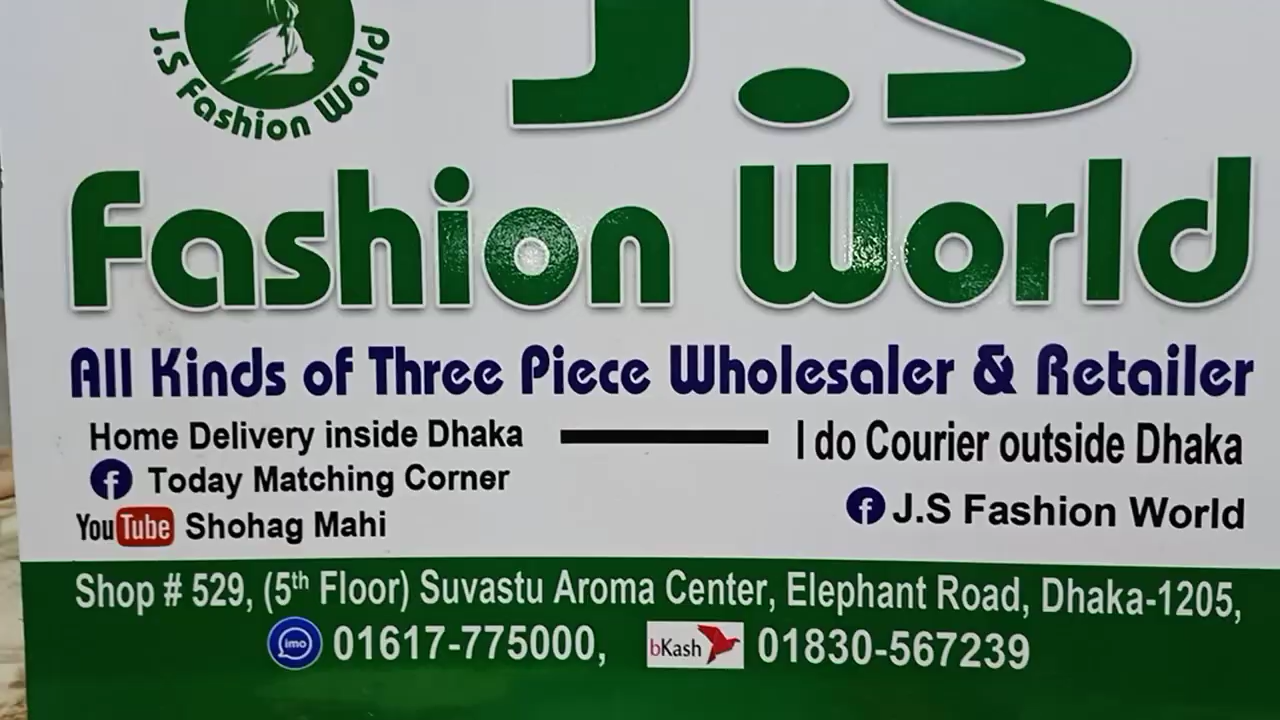 J.S Fashion World
J.S
Fashion World
All Kinds of Three Piece Wholesaler & Retailer
Home Delivery inside Dhaka
I do Courier outside Dhaka
Today Matching Corner
YouTube Shohag Mahi
J.S Fashion World
Shop # 529, (5th Floor) Suvastu Aroma Center, Elephant Road, Dhaka-1205,
imo 01617-775000, bKash 01830-567239